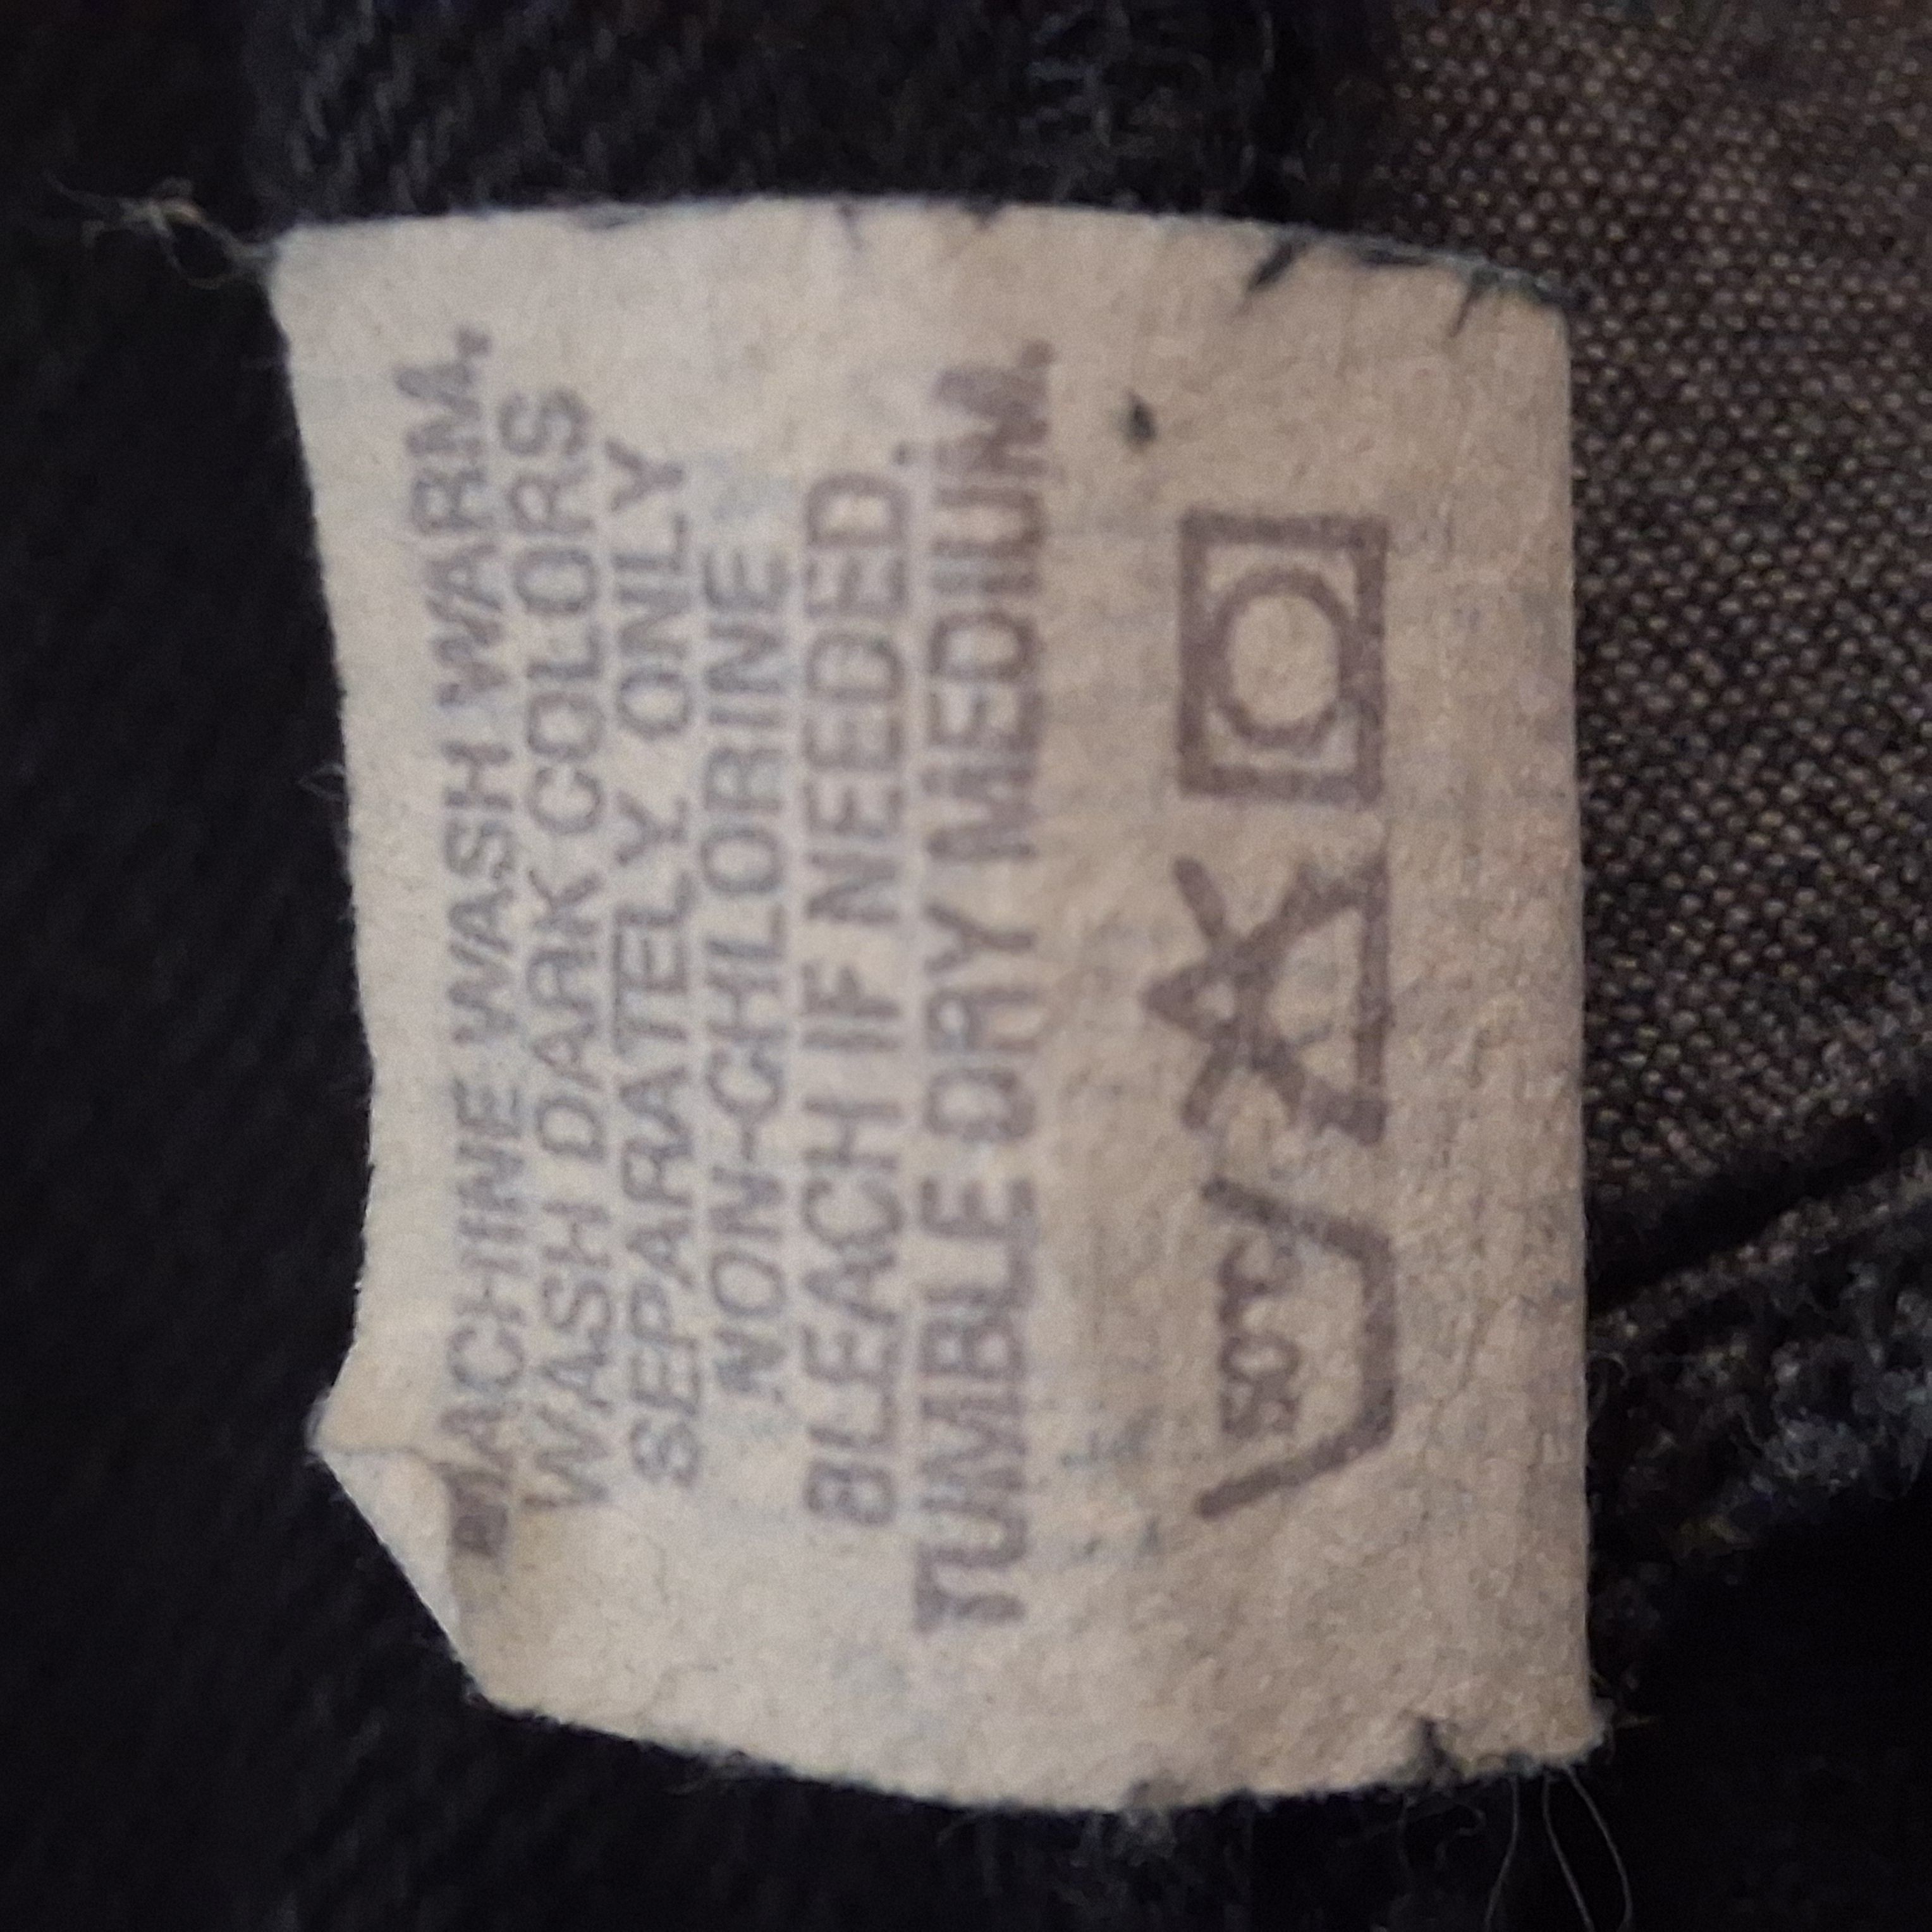 MACHINE WASH WARM.
WASH DARK COLORS
SEPARATELY ONLY
NON-CHLORINE
BLEACH IF NEEDED.
TUMBLE DRY MEDIUM.
50°C